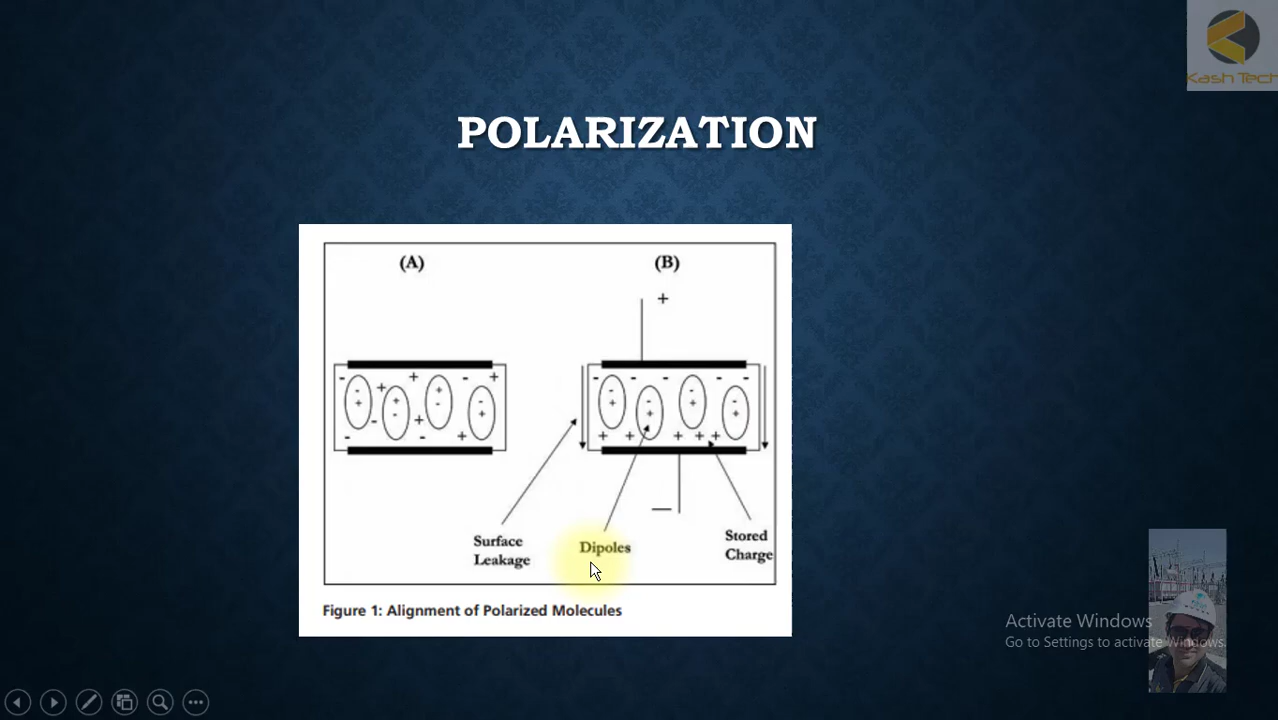 Kash Tech
POLARIZATION
(A)
(B)
+
- + - +
- - - - -
- +
+ -
+ -
- +
- +
- +
- +
- +
+
- +
- - +
+ + + + +
—
Surface
Leakage
Dipoles
Stored
Charge
Figure 1: Alignment of Polarized Molecules
Activate Windows
Go to Settings to activate Windows.